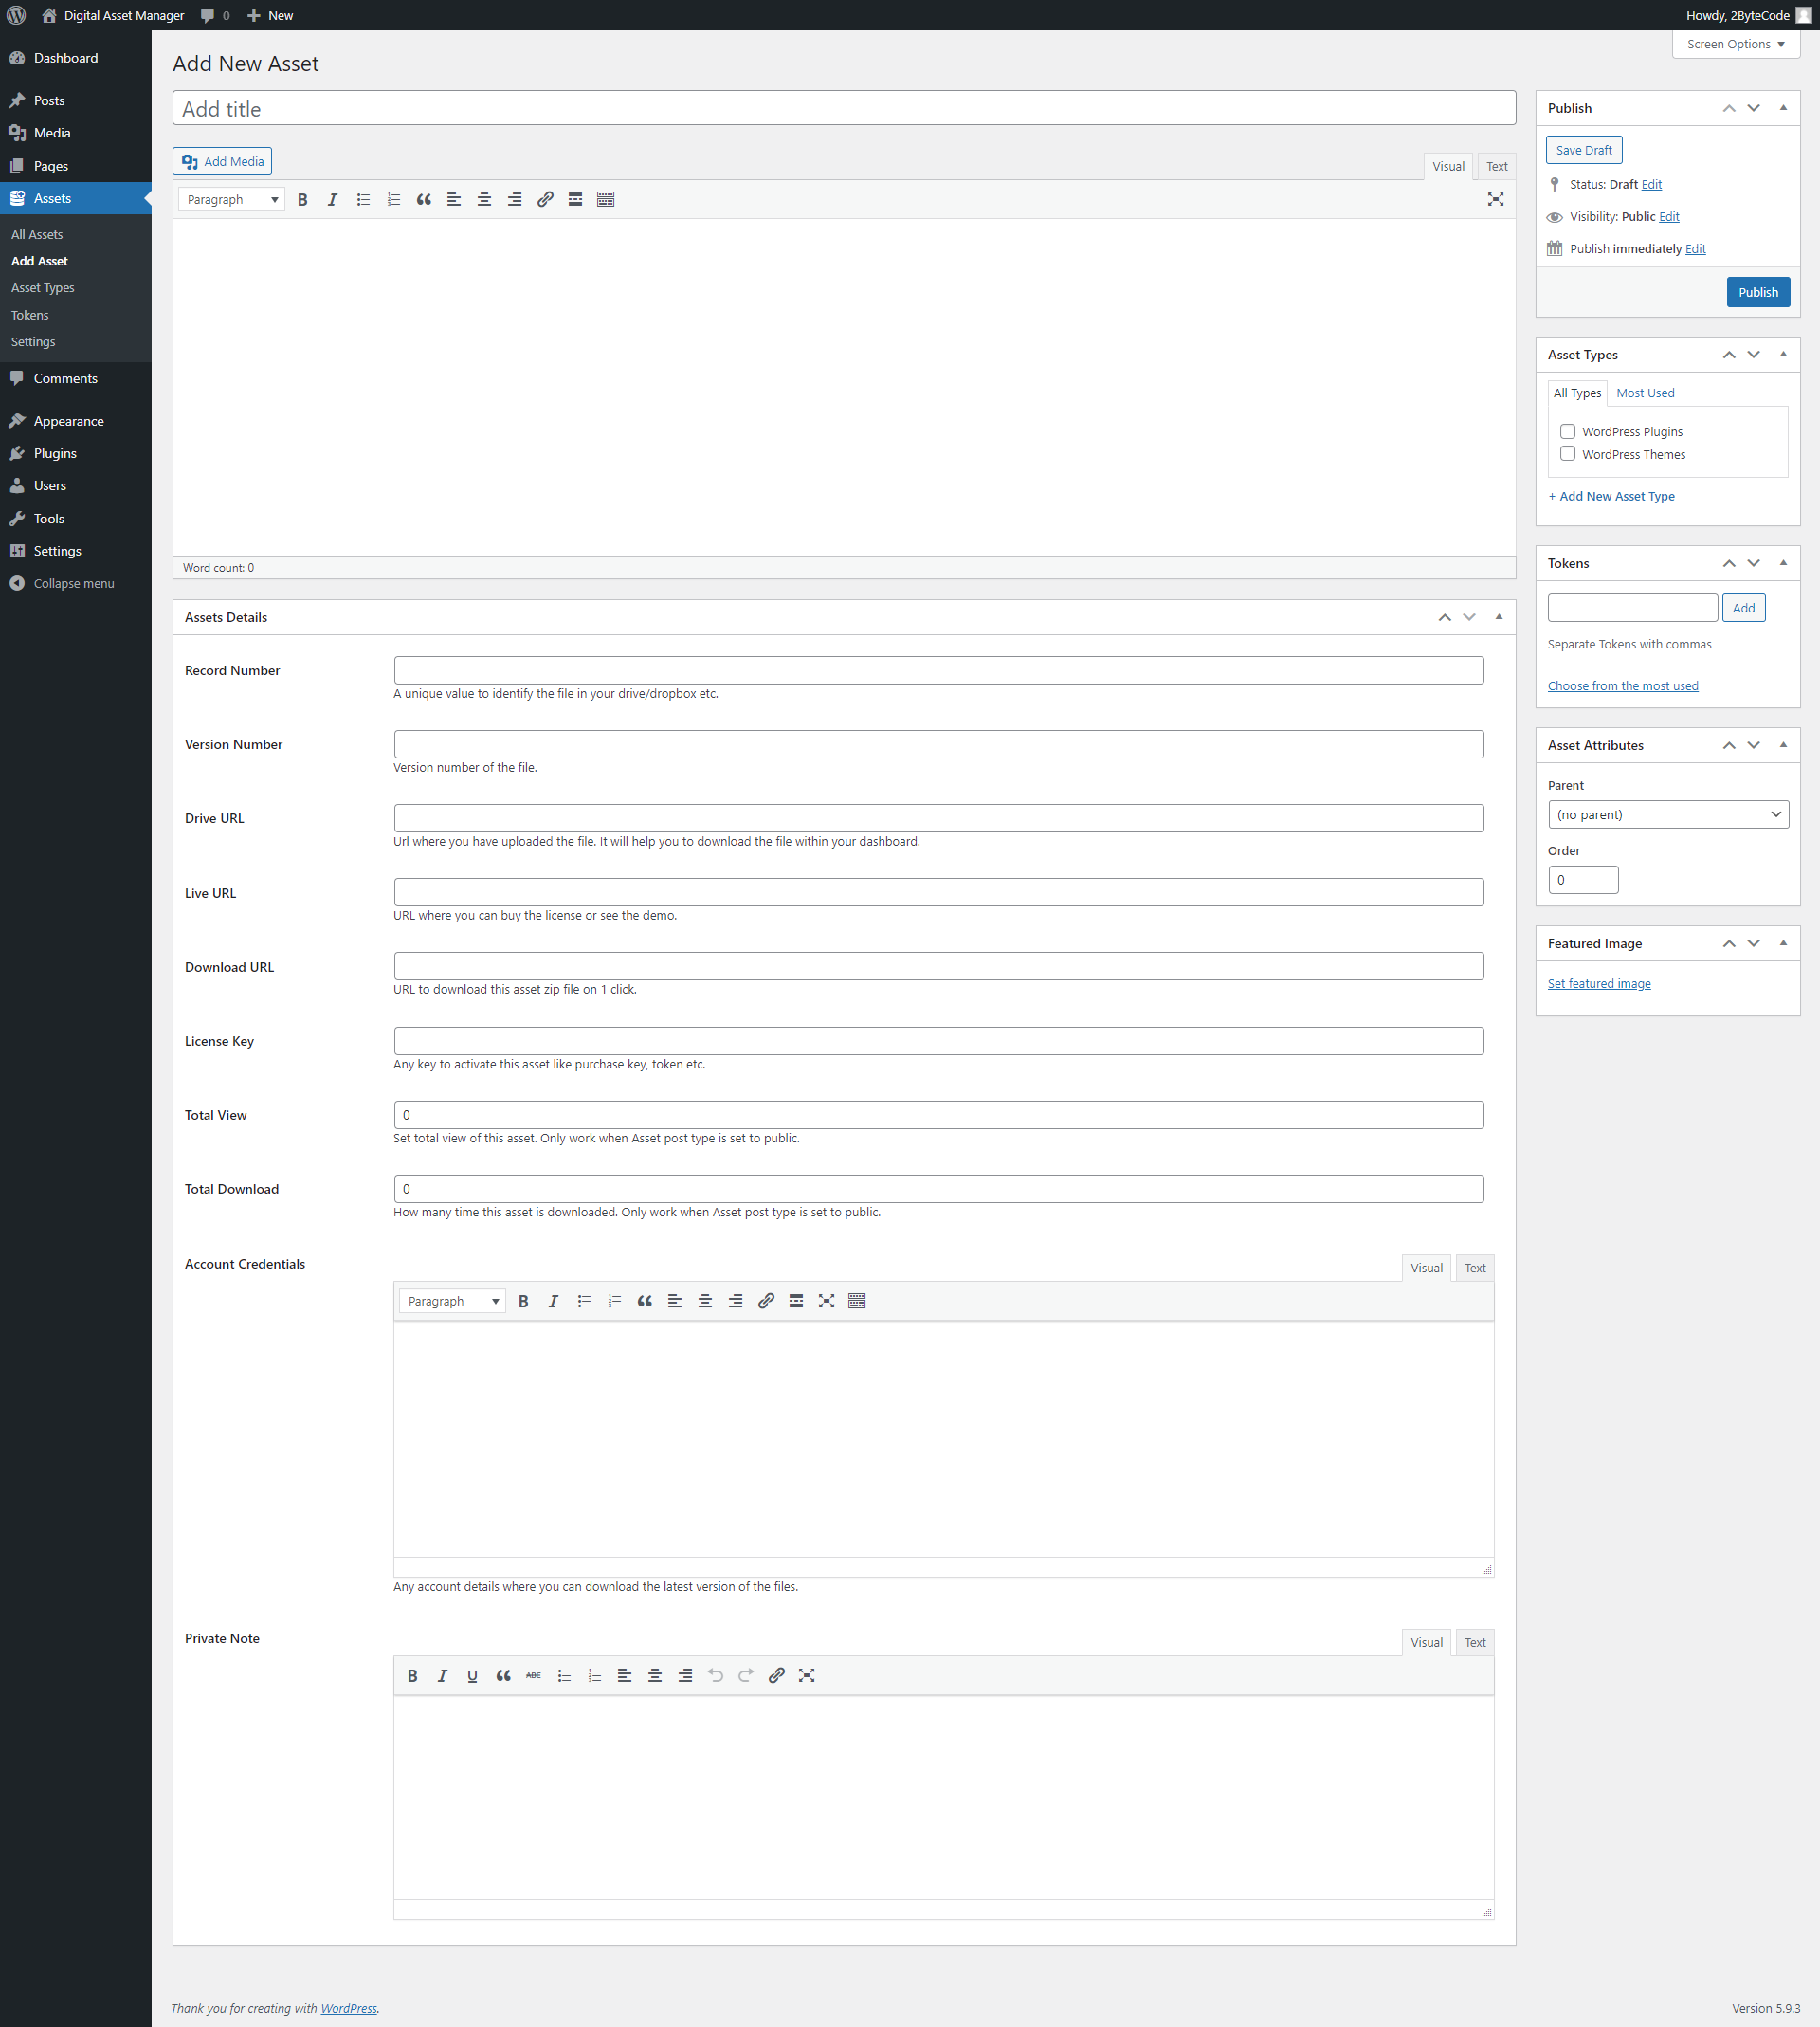 Digital Asset Manager 0 New Howdy, 2ByteCode
Screen Options
Dashboard
Posts
Media
Pages
Assets
All Assets
Add Asset
Asset Types
Tokens
Settings
Comments
Appearance
Plugins
Users
Tools
Settings
Collapse menu
Add New Asset
Add title
Add Media
Visual Text
Paragraph B I
Word count: 0
Assets Details
Record Number
A unique value to identify the file in your drive/dropbox etc.
Version Number
Version number of the file.
Drive URL
Url where you have uploaded the file. It will help you to download the file within your dashboard.
Live URL
URL where you can buy the license or see the demo.
Download URL
URL to download this asset zip file on 1 click.
License Key
Any key to activate this asset like purchase key, token etc.
Total View
0
Set total view of this asset. Only work when Asset post type is set to public.
Total Download
0
How many time this asset is downloaded. Only work when Asset post type is set to public.
Account Credentials
Visual Text
Paragraph B I
Any account details where you can download the latest version of the files.
Private Note
Visual Text
B I U ABC
Publish
Save Draft
Status: Draft Edit
Visibility: Public Edit
Publish immediately Edit
Publish
Asset Types
All Types Most Used
WordPress Plugins
WordPress Themes
+ Add New Asset Type
Tokens
Add
Separate Tokens with commas
Choose from the most used
Asset Attributes
Parent
(no parent)
Order
0
Featured Image
Set featured image
Thank you for creating with WordPress.
Version 5.9.3